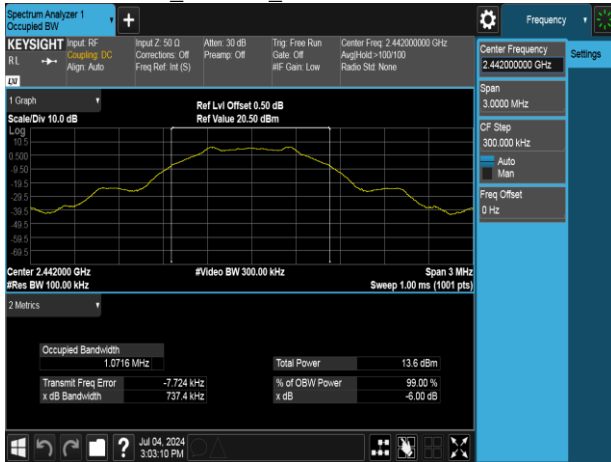 Spectrum Analyzer 1
Occupied BW
Frequency
KEYSIGHT
RL
LXI
Input: RF
Coupling: DC
Align: Auto
Input Z: 50 Ω
Corrections: Off
Freq Ref: Int (S)
Atten: 30 dB
Preamp: Off
Trig: Free Run
Gate: Off
#IF Gain: Low
Center Freq: 2.442000000 GHz
Avg|Hold:>100/100
Radio Std: None
Center Frequency
2.442000000 GHz
Settings
Span
3.0000 MHz
CF Step
300.000 kHz
Auto
Man
Freq Offset
0 Hz
1 Graph
Scale/Div 10.0 dB
Ref Lvl Offset 0.50 dB
Ref Value 20.50 dBm
Log
10.5
0.500
-9.50
-19.5
-29.5
-39.5
-49.5
-59.5
-69.5
Center 2.442000 GHz
#Res BW 100.00 kHz
#Video BW 300.00 kHz
Span 3 MHz
Sweep 1.00 ms (1001 pts)
2 Metrics
Occupied Bandwidth
1.0716 MHz
Total Power 13.6 dBm
Transmit Freq Error -7.724 kHz
% of OBW Power 99.00 %
x dB Bandwidth 737.4 kHz
x dB -6.00 dB
Jul 04, 2024
3:03:10 PM